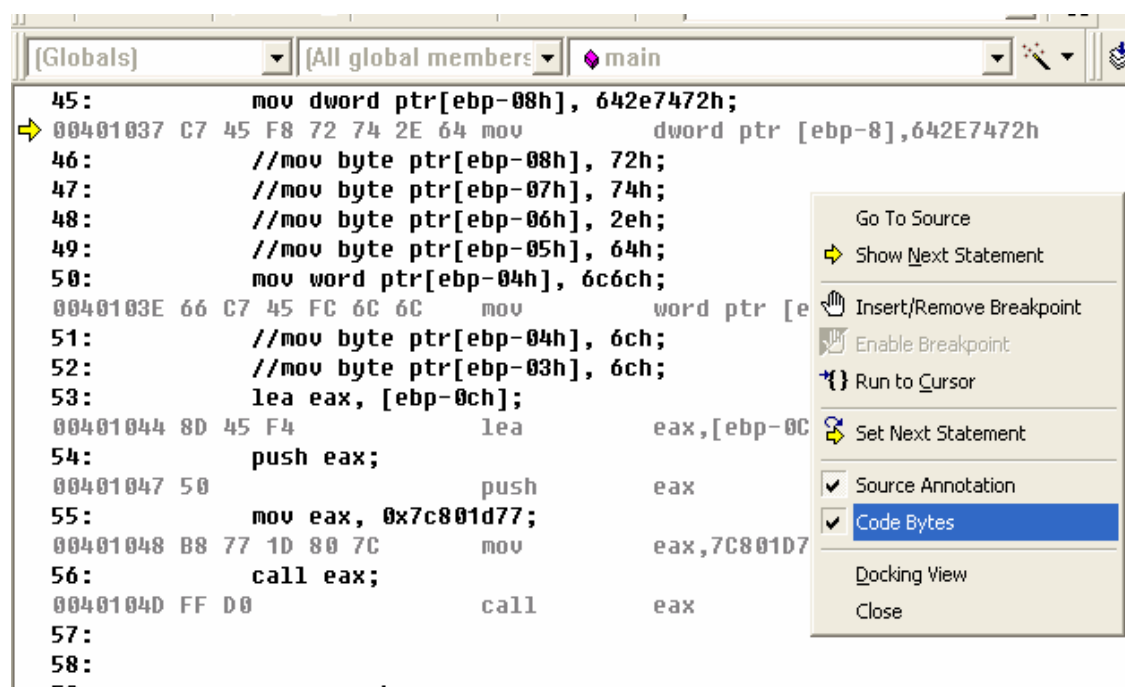 (Globals) (All global members main
45: mov dword ptr[ebp-08h], 642e7472h;
00401037 C7 45 F8 72 74 2E 64 mov dword ptr [ebp-8],642E7472h
46: //mov byte ptr[ebp-08h], 72h;
47: //mov byte ptr[ebp-07h], 74h;
48: //mov byte ptr[ebp-06h], 2eh;
49: //mov byte ptr[ebp-05h], 64h;
50: mov word ptr[ebp-04h], 6c6ch;
0040103E 66 C7 45 FC 6C 6C mov word ptr [e
51: //mov byte ptr[ebp-04h], 6ch;
52: //mov byte ptr[ebp-03h], 6ch;
53: lea eax, [ebp-0ch];
00401044 8D 45 F4 lea eax,[ebp-0C
54: push eax;
00401047 50 push eax
55: mov eax, 0x7c801d77;
00401048 B8 77 1D 80 7C mov eax,7C801D7
56: call eax;
0040104D FF D0 call eax
57:
58:
Go To Source
Show Next Statement
Insert/Remove Breakpoint
Enable Breakpoint
Run to Cursor
Set Next Statement
Source Annotation
Code Bytes
Docking View
Close